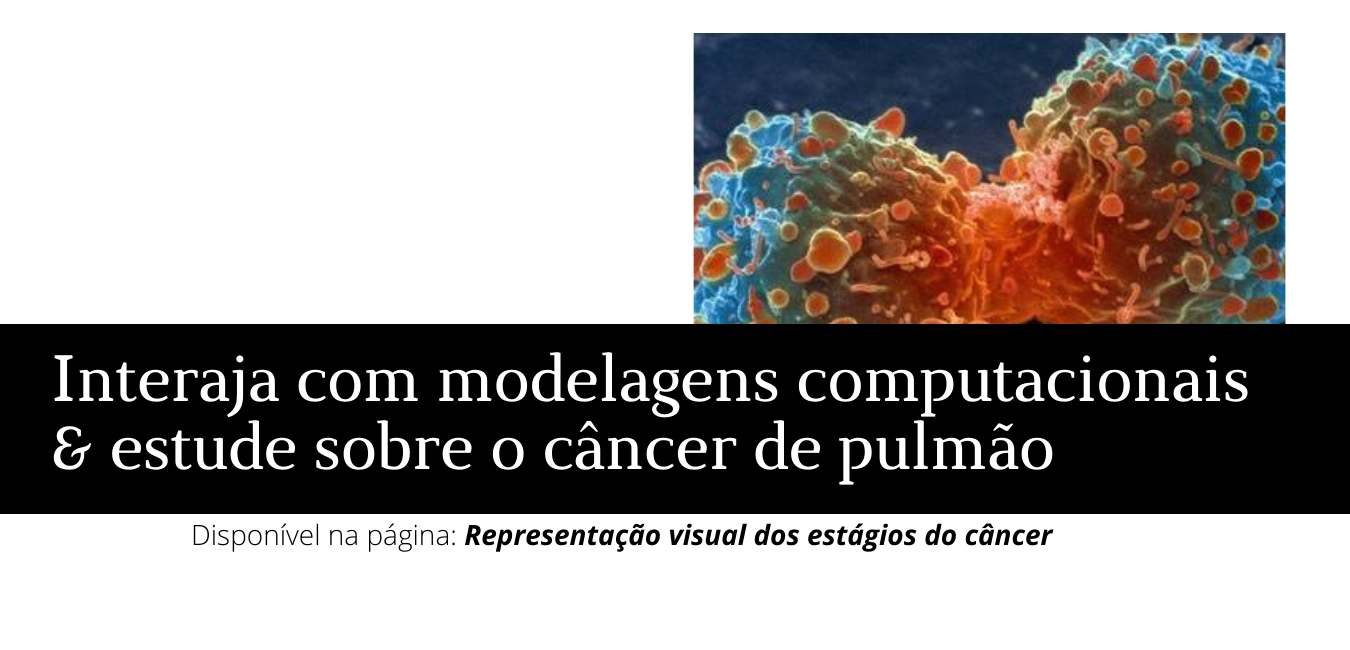 Interaja com modelagens computacionais
& estude sobre o câncer de pulmão
Disponível na página: Representação visual dos estágios do câncer